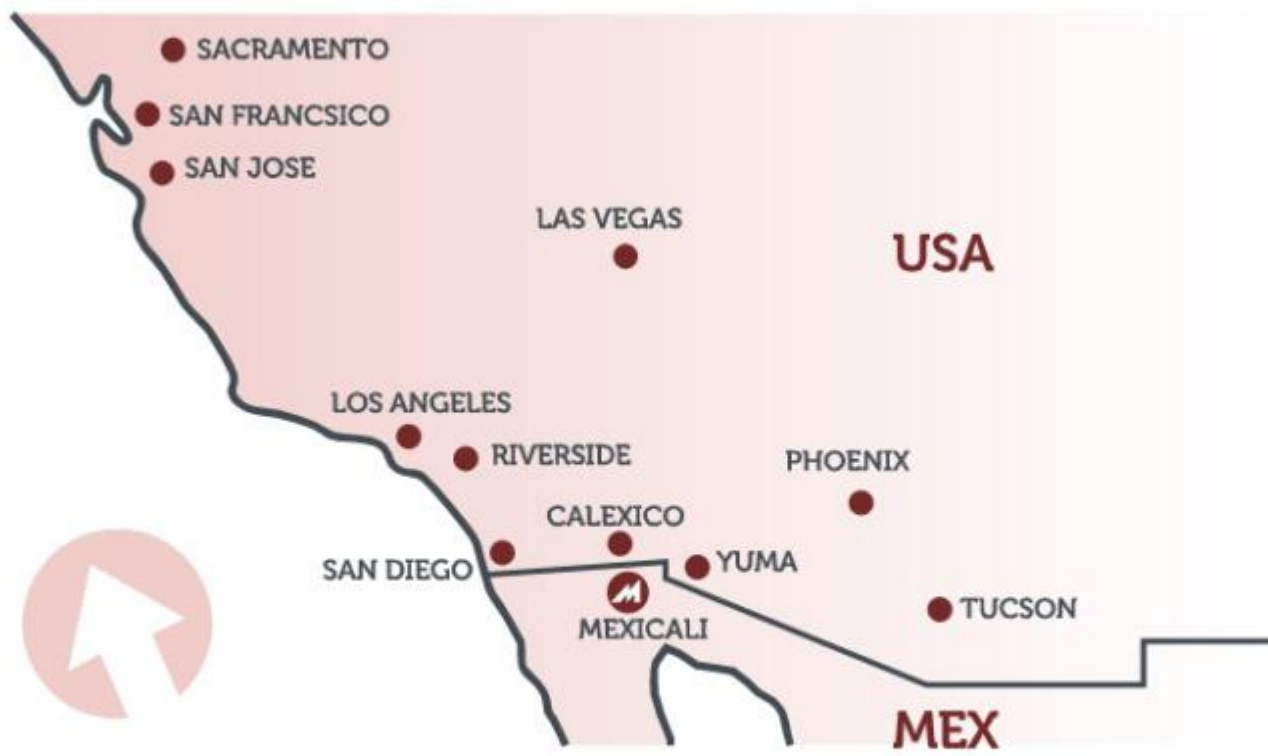 SACRAMENTO
SAN FRANCSICO
SAN JOSE
LAS VEGAS
USA
LOS ANGELES
RIVERSIDE
PHOENIX
CALEXICO
SAN DIEGO
YUMA
MEXICALI
TUCSON
MEX